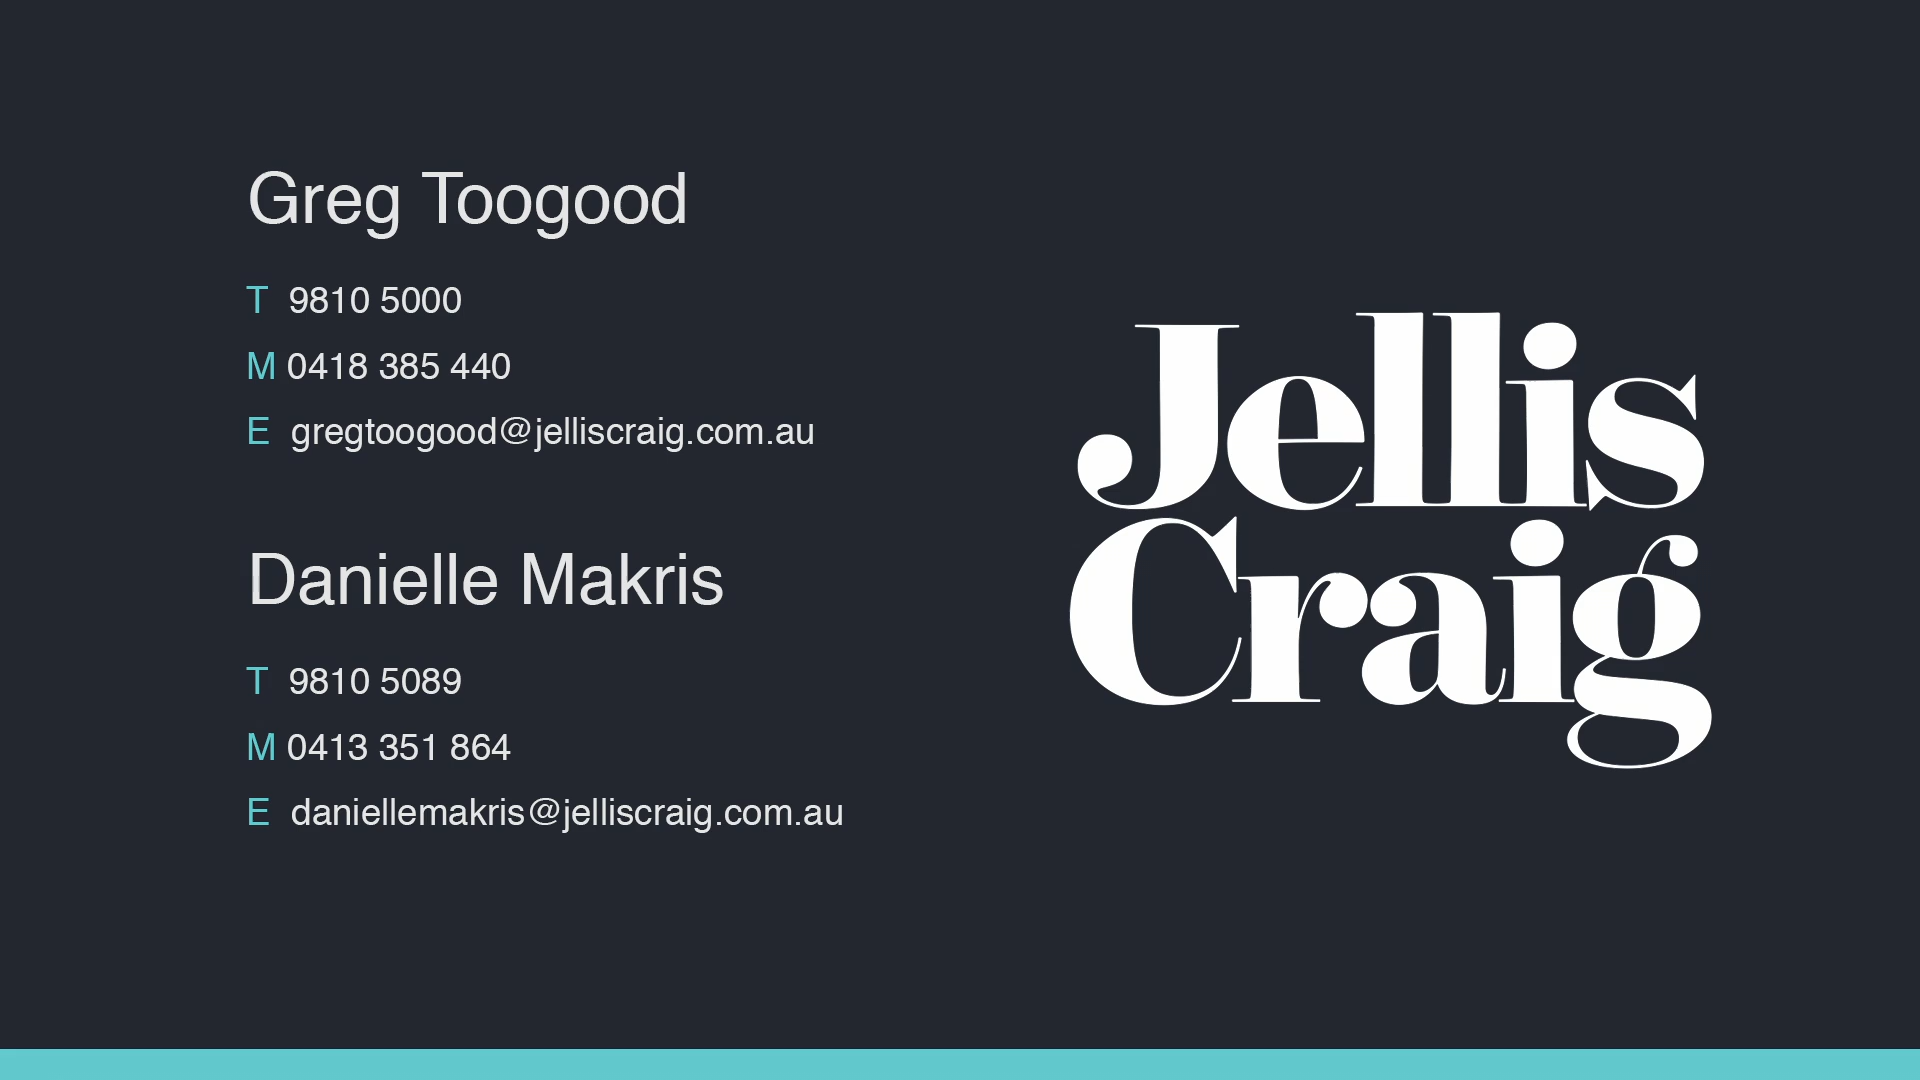 Greg Toogood
T 9810 5000
M 0418 385 440
E gregtoogood@jelliscraig.com.au
Danielle Makris
T 9810 5089
M 0413 351 864
E daniellemakris@jelliscraig.com.au
Jellis
Craig